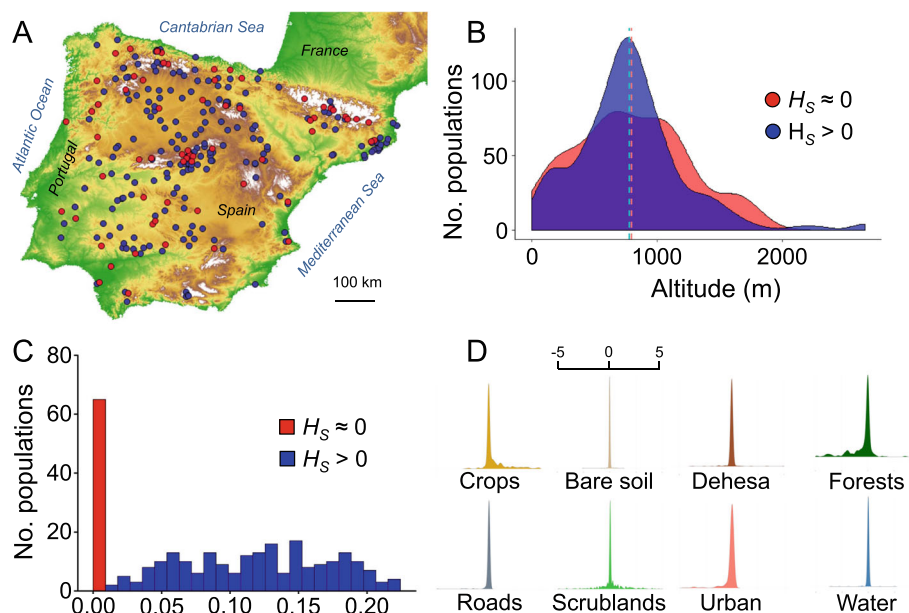 A
Cantabrian Sea
France
Atlantic Ocean
Portugal
Spain
Mediterranean Sea
100 km
B
No. populations
100
50
0
0
1000
2000
Altitude (m)
HS ≈ 0
HS > 0
C
No. populations
80
60
40
20
0
0.00
0.05
0.10
0.15
0.20
HS ≈ 0
HS > 0
D
-5
0
5
Crops
Bare soil
Dehesa
Forests
Roads
Scrublands
Urban
Water